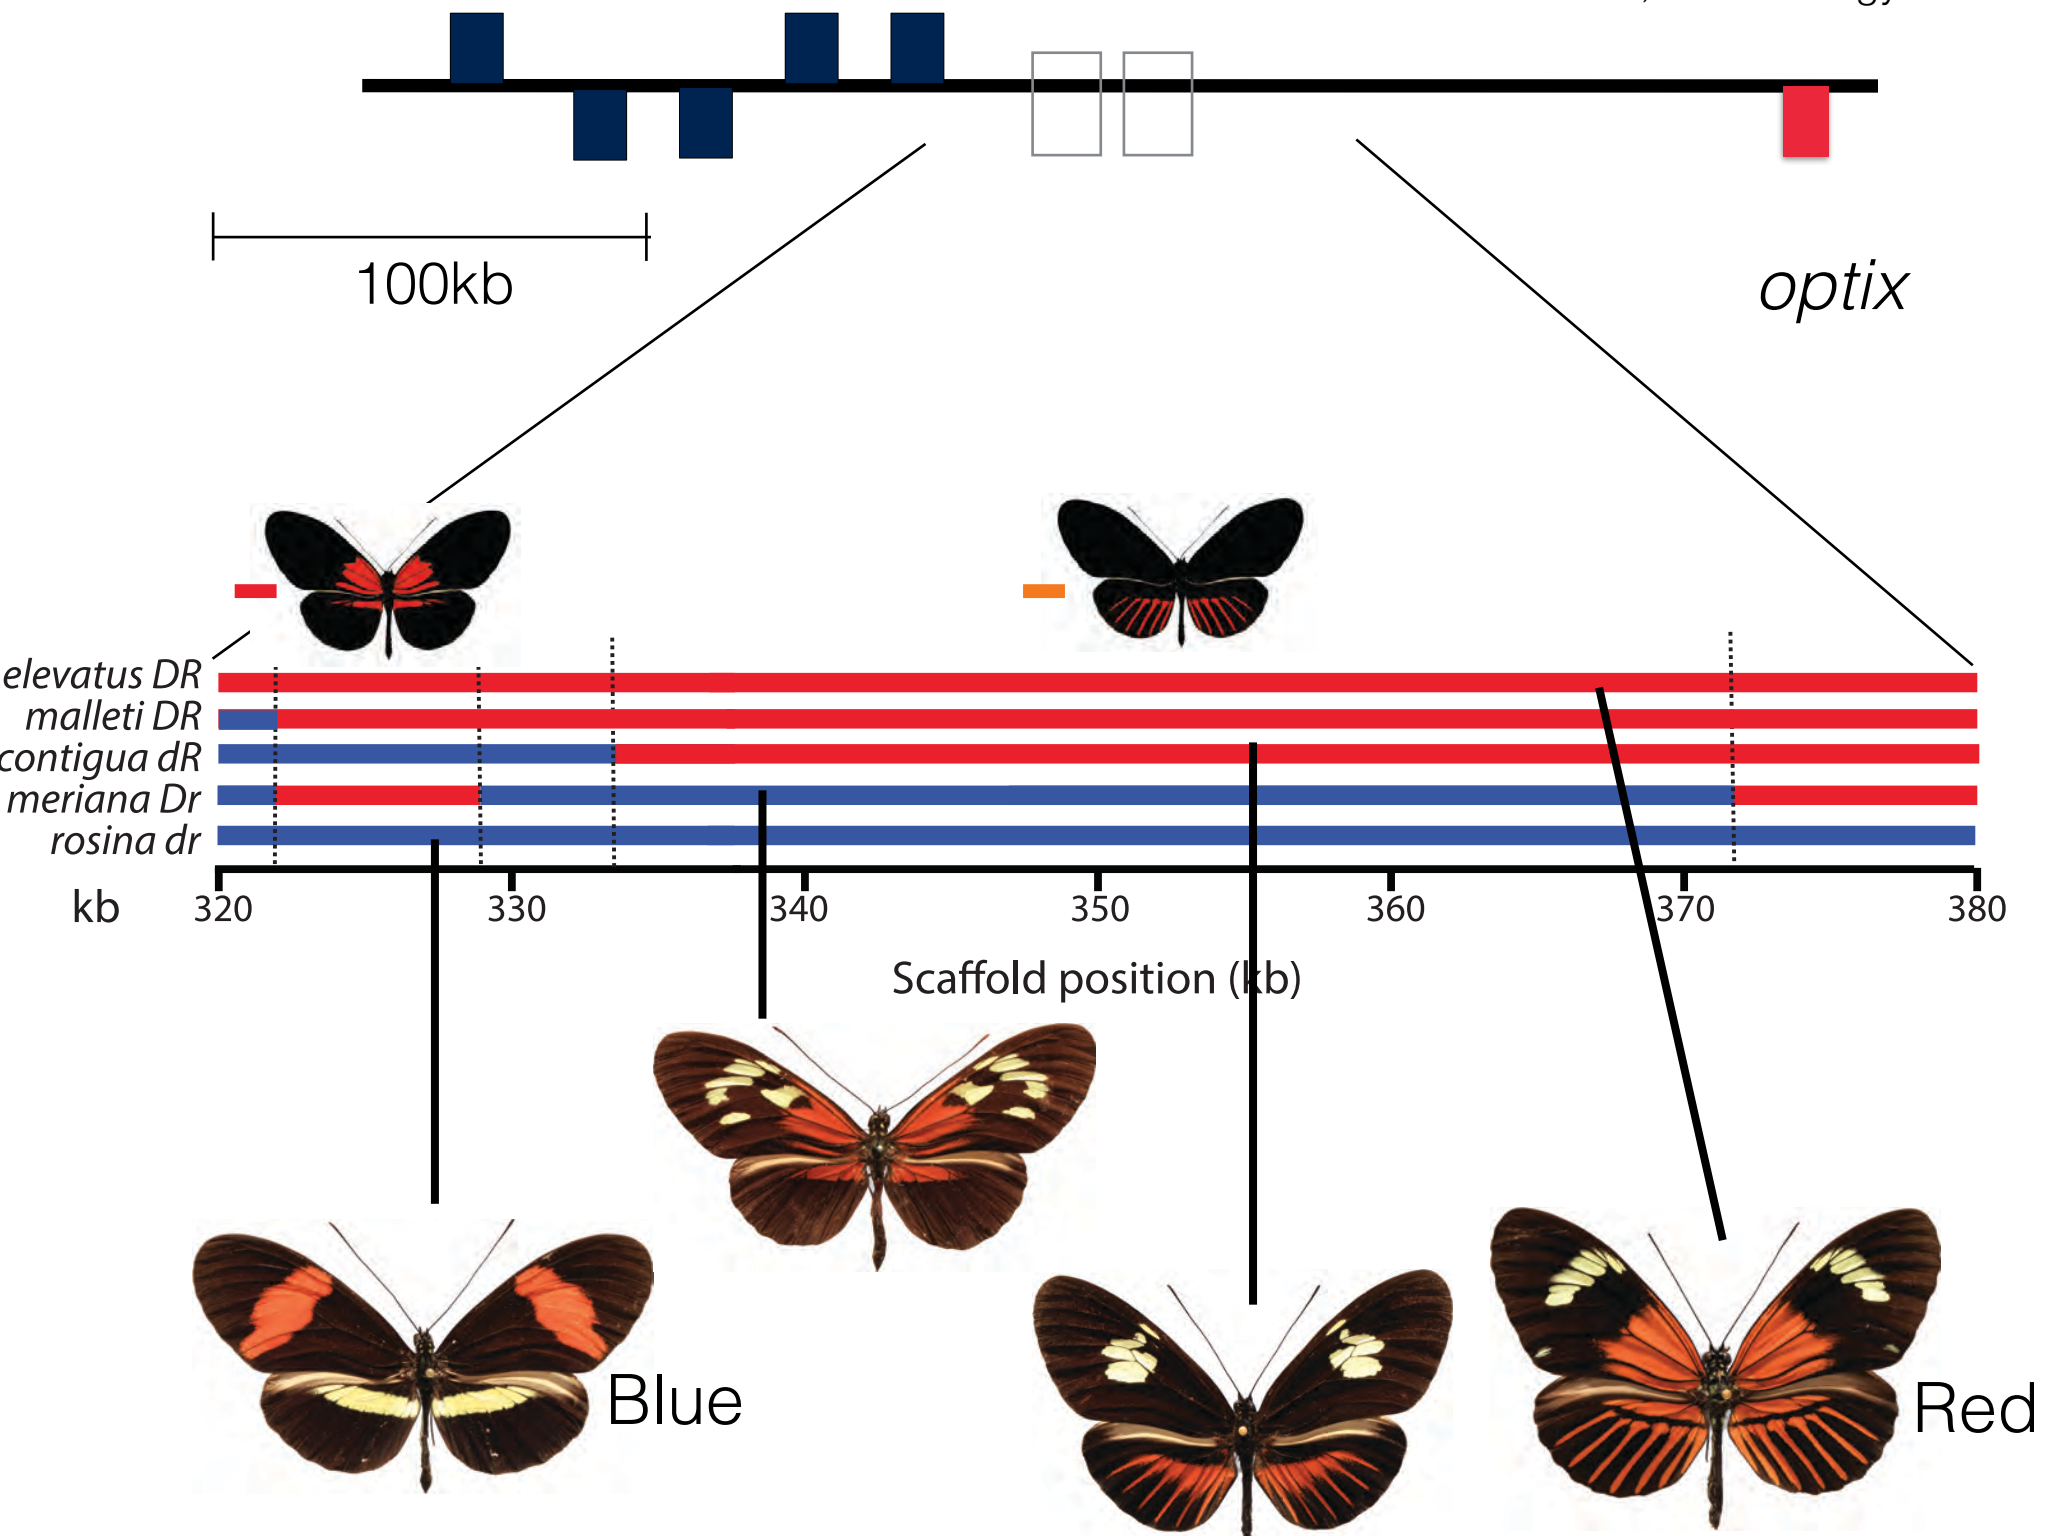 100kb
optix
elevatus DR
malleti DR
contigua dR
meriana Dr
rosina dr
kb
320 330 340 350 360 370 380
Scaffold position (kb)
Blue
Red